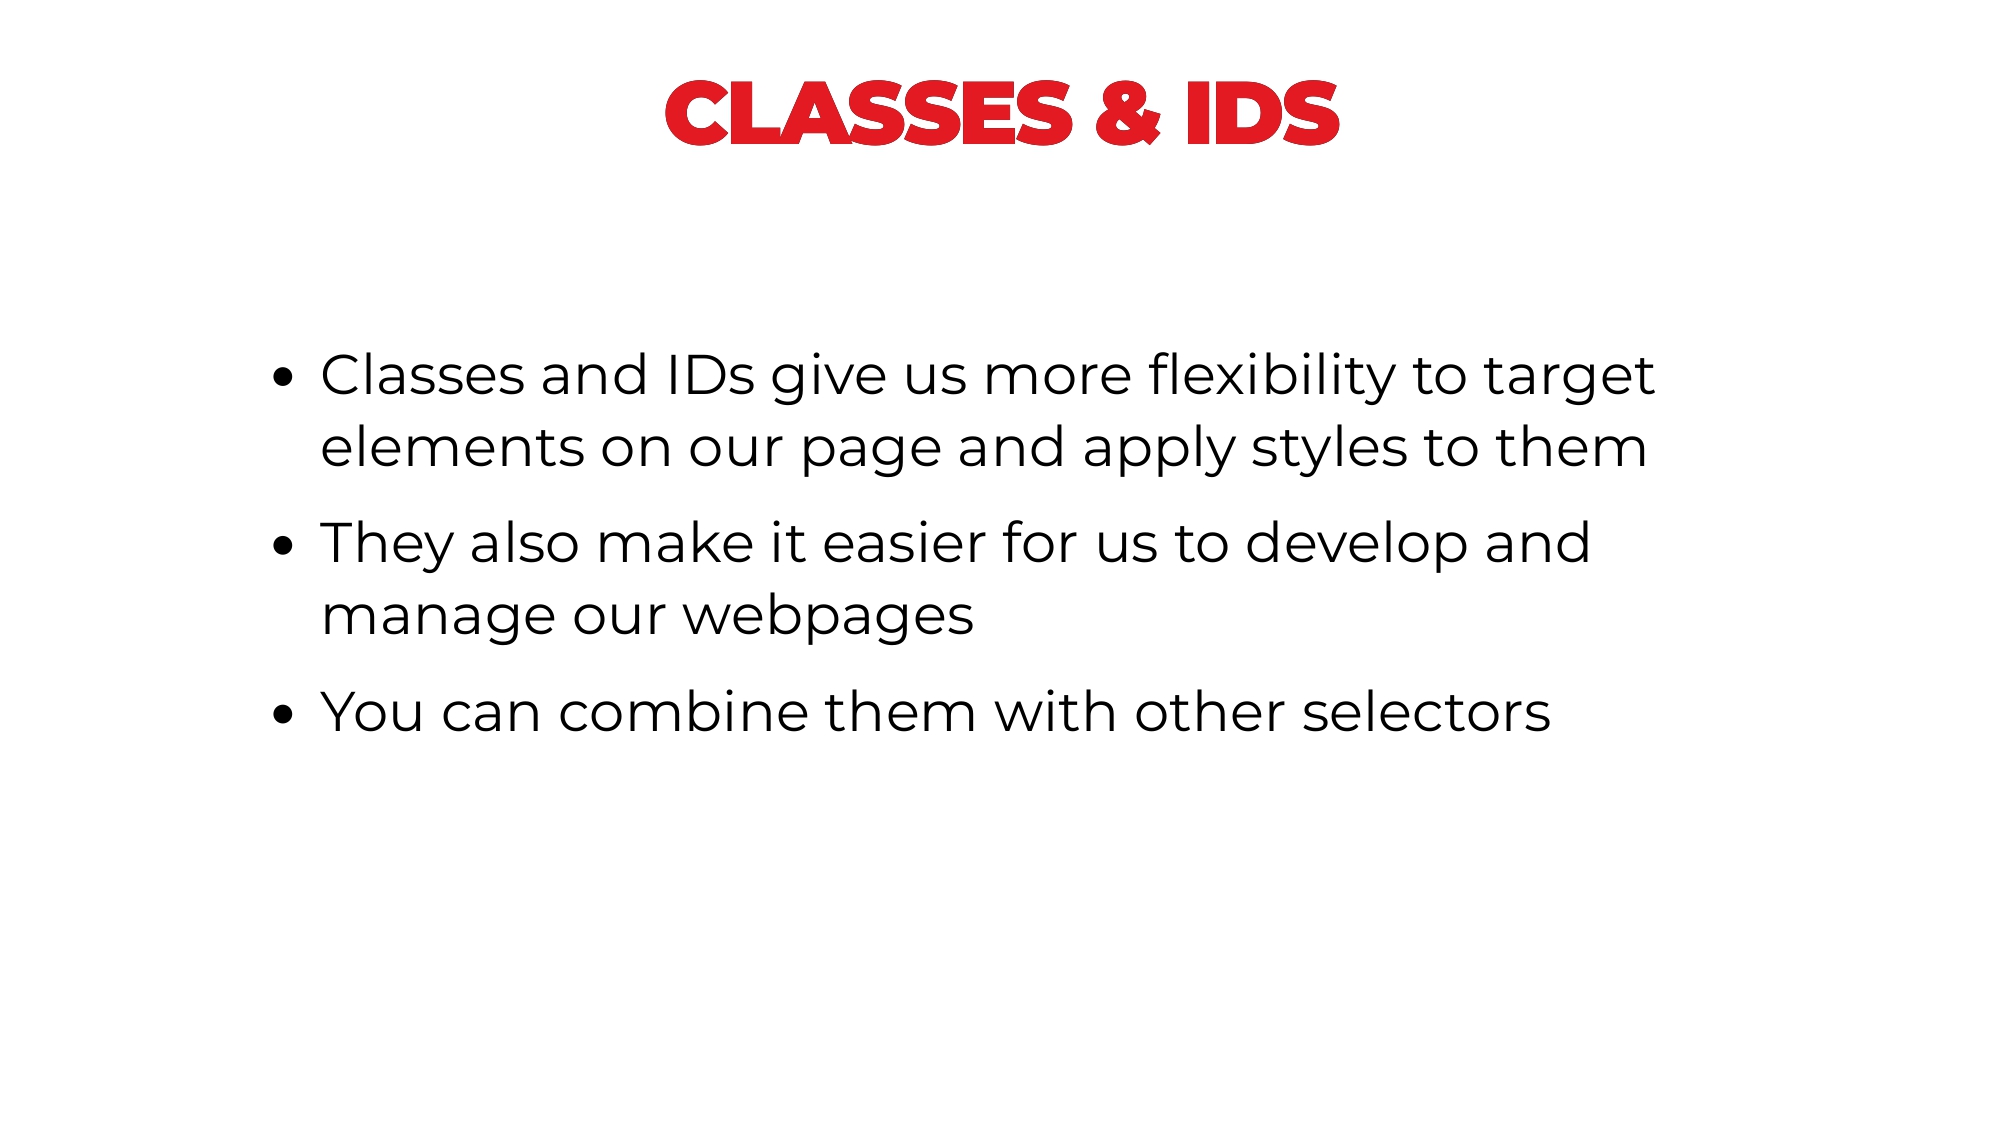 CLASSES & IDS
• Classes and IDs give us more flexibility to target
elements on our page and apply styles to them
• They also make it easier for us to develop and
manage our webpages
• You can combine them with other selectors